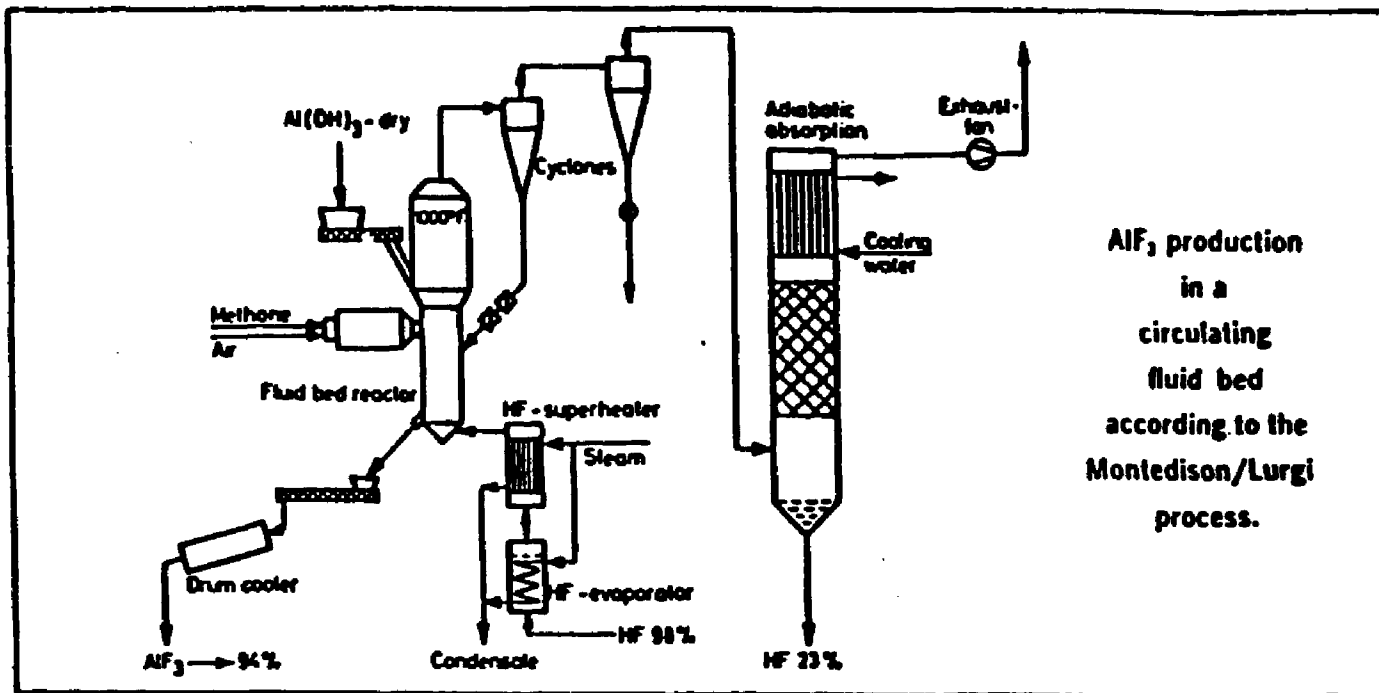 Al(OH)3 - dry
Cyclones
1000°F
Methane
Air
Fluid bed reactor
HF - superheater
Steam
Drum cooler
HF - evaporator
HF 98%
AlF3 → 94%
Condensate
Adiabatic
absorption
Exhaust-
fan
Cooling
water
HF 23%
AlF3 production
in a
circulating
fluid bed
according to the
Montedison/Lurgi
process.